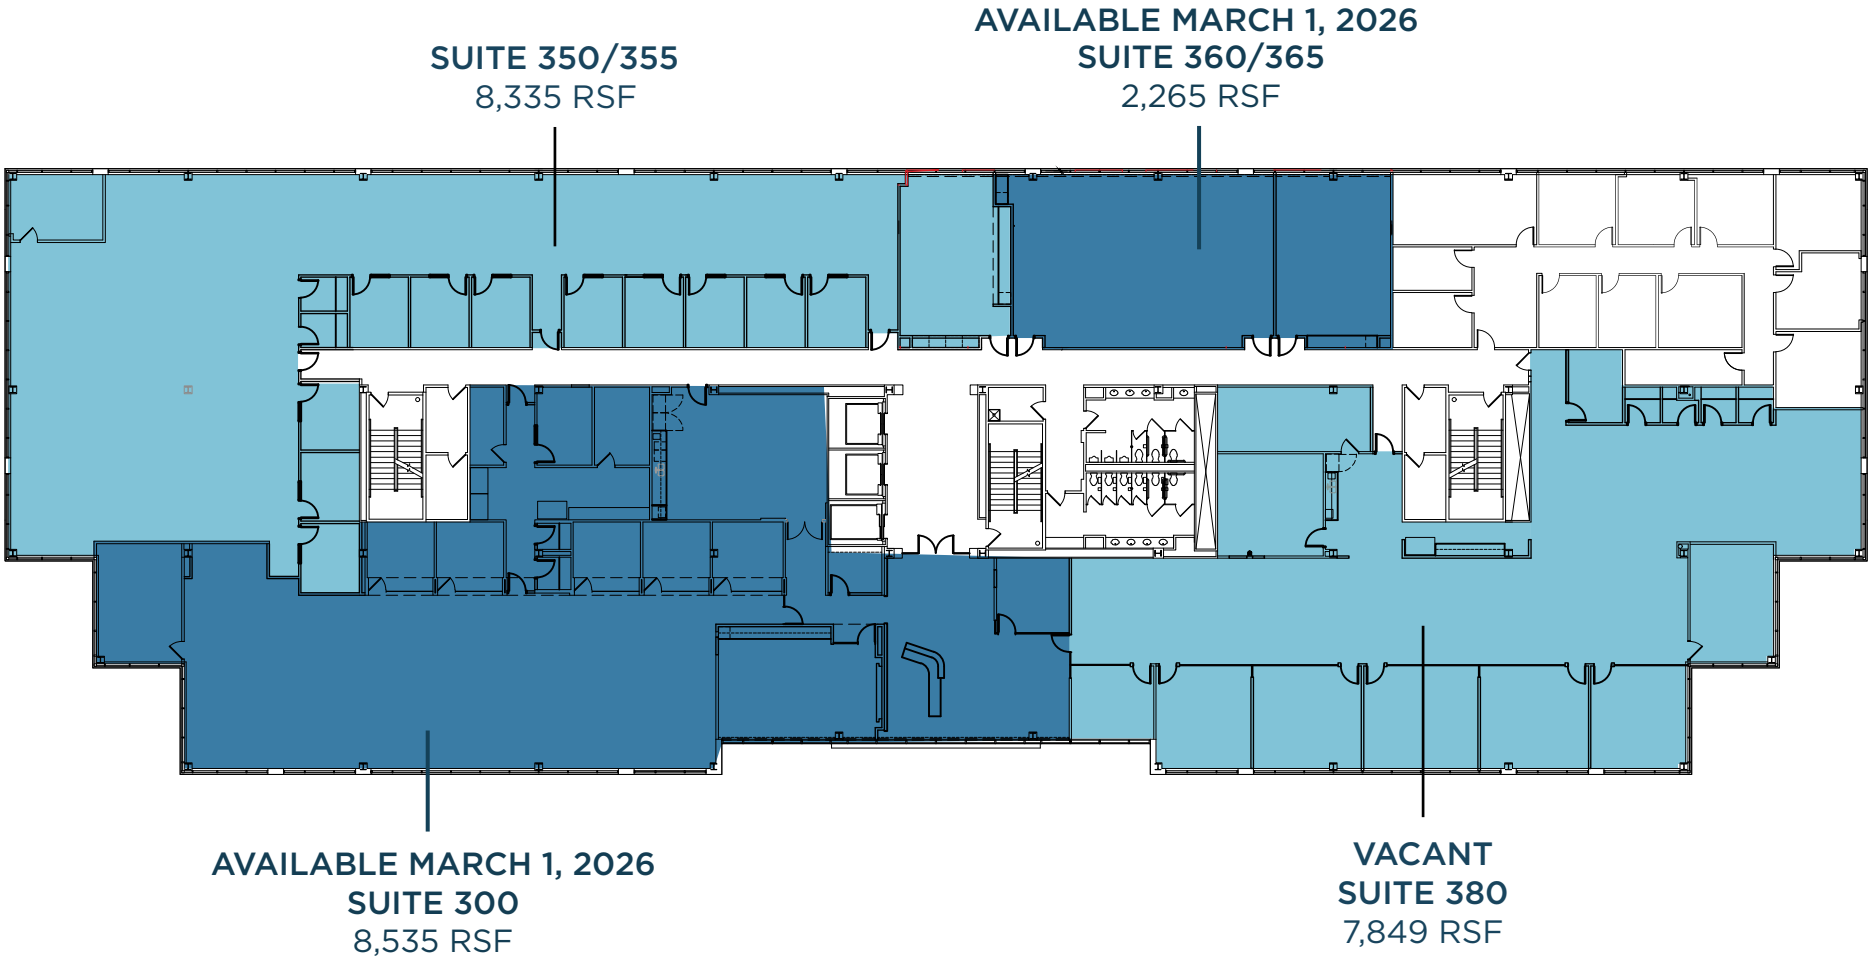 SUITE 350/355
8,335 RSF
AVAILABLE MARCH 1, 2026
SUITE 360/365
2,265 RSF
AVAILABLE MARCH 1, 2026
SUITE 300
8,535 RSF
VACANT
SUITE 380
7,849 RSF